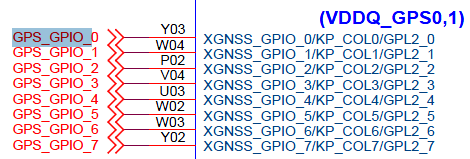 (VDDQ_GPS0,1)
GPS_GPIO_0 Y03 XGNSS_GPIO_0/KP_COL0/GPL2_0
GPS_GPIO_1 W04 XGNSS_GPIO_1/KP_COL1/GPL2_1
GPS_GPIO_2 P02 XGNSS_GPIO_2/KP_COL2/GPL2_2
GPS_GPIO_3 V04 XGNSS_GPIO_3/KP_COL3/GPL2_3
GPS_GPIO_4 U03 XGNSS_GPIO_4/KP_COL4/GPL2_4
GPS_GPIO_5 W02 XGNSS_GPIO_5/KP_COL5/GPL2_5
GPS_GPIO_6 W03 XGNSS_GPIO_6/KP_COL6/GPL2_6
GPS_GPIO_7 Y02 XGNSS_GPIO_7/KP_COL7/GPL2_7